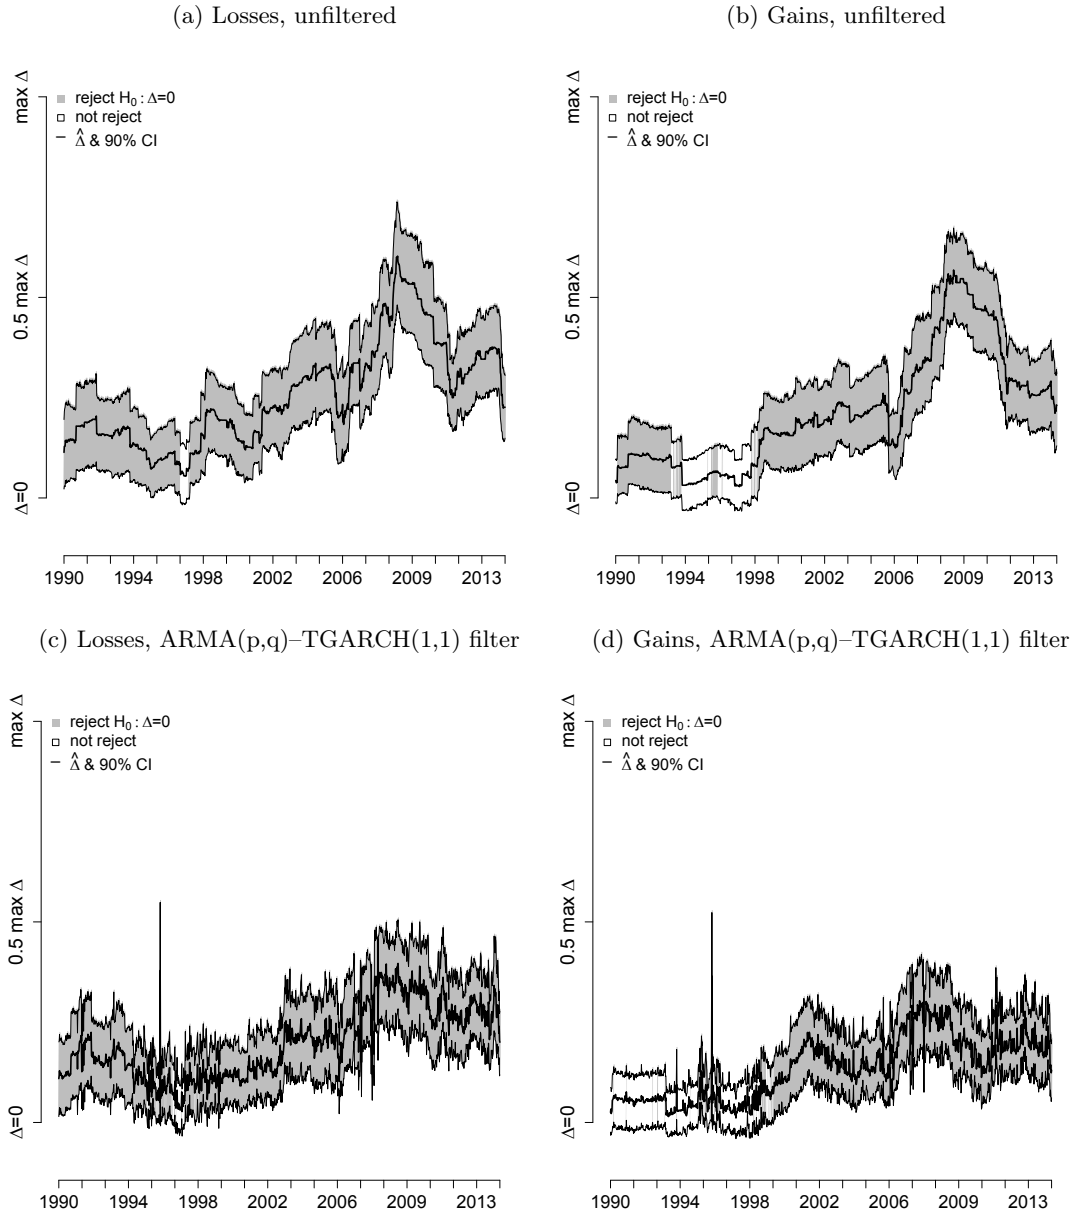 (a) Losses, unfiltered
max Δ
0.5 max Δ
Δ=0
reject H₀ : Δ=0
not reject
Δ̂ & 90% CI
1990 1994 1998 2002 2006 2009 2013
(b) Gains, unfiltered
max Δ
0.5 max Δ
Δ=0
reject H₀ : Δ=0
not reject
Δ̂ & 90% CI
1990 1994 1998 2002 2006 2009 2013
(c) Losses, ARMA(p,q)–TGARCH(1,1) filter
max Δ
0.5 max Δ
Δ=0
reject H₀ : Δ=0
not reject
Δ̂ & 90% CI
1990 1994 1998 2002 2006 2009 2013
(d) Gains, ARMA(p,q)–TGARCH(1,1) filter
max Δ
0.5 max Δ
Δ=0
reject H₀ : Δ=0
not reject
Δ̂ & 90% CI
1990 1994 1998 2002 2006 2009 2013